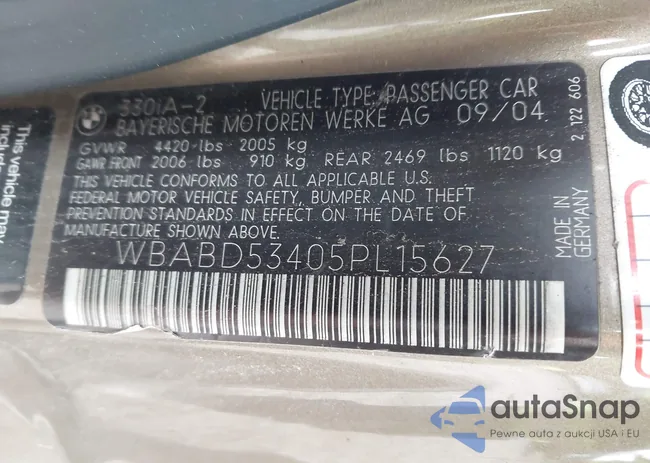 330iA-2 VEHICLE TYPE: PASSENGER CAR
BAYERISCHE MOTOREN WERKE AG 09/04
GVWR 4420-lbs 2005 kg
GAWR FRONT 2006 lbs 910 kg REAR 2469 lbs 1120 kg
THIS VEHICLE CONFORMS TO ALL APPLICABLE U.S.
FEDERAL MOTOR VEHICLE SAFETY, BUMPER AND THEFT
PREVENTION STANDARDS IN EFFECT ON THE DATE OF
MANUFACTURE SHOWN ABOVE.
WBABD53405PL15627
MADE IN
GERMANY
2 122 606
This vehicle may
autaSnap
Pewne auta z aukcji USA i EU